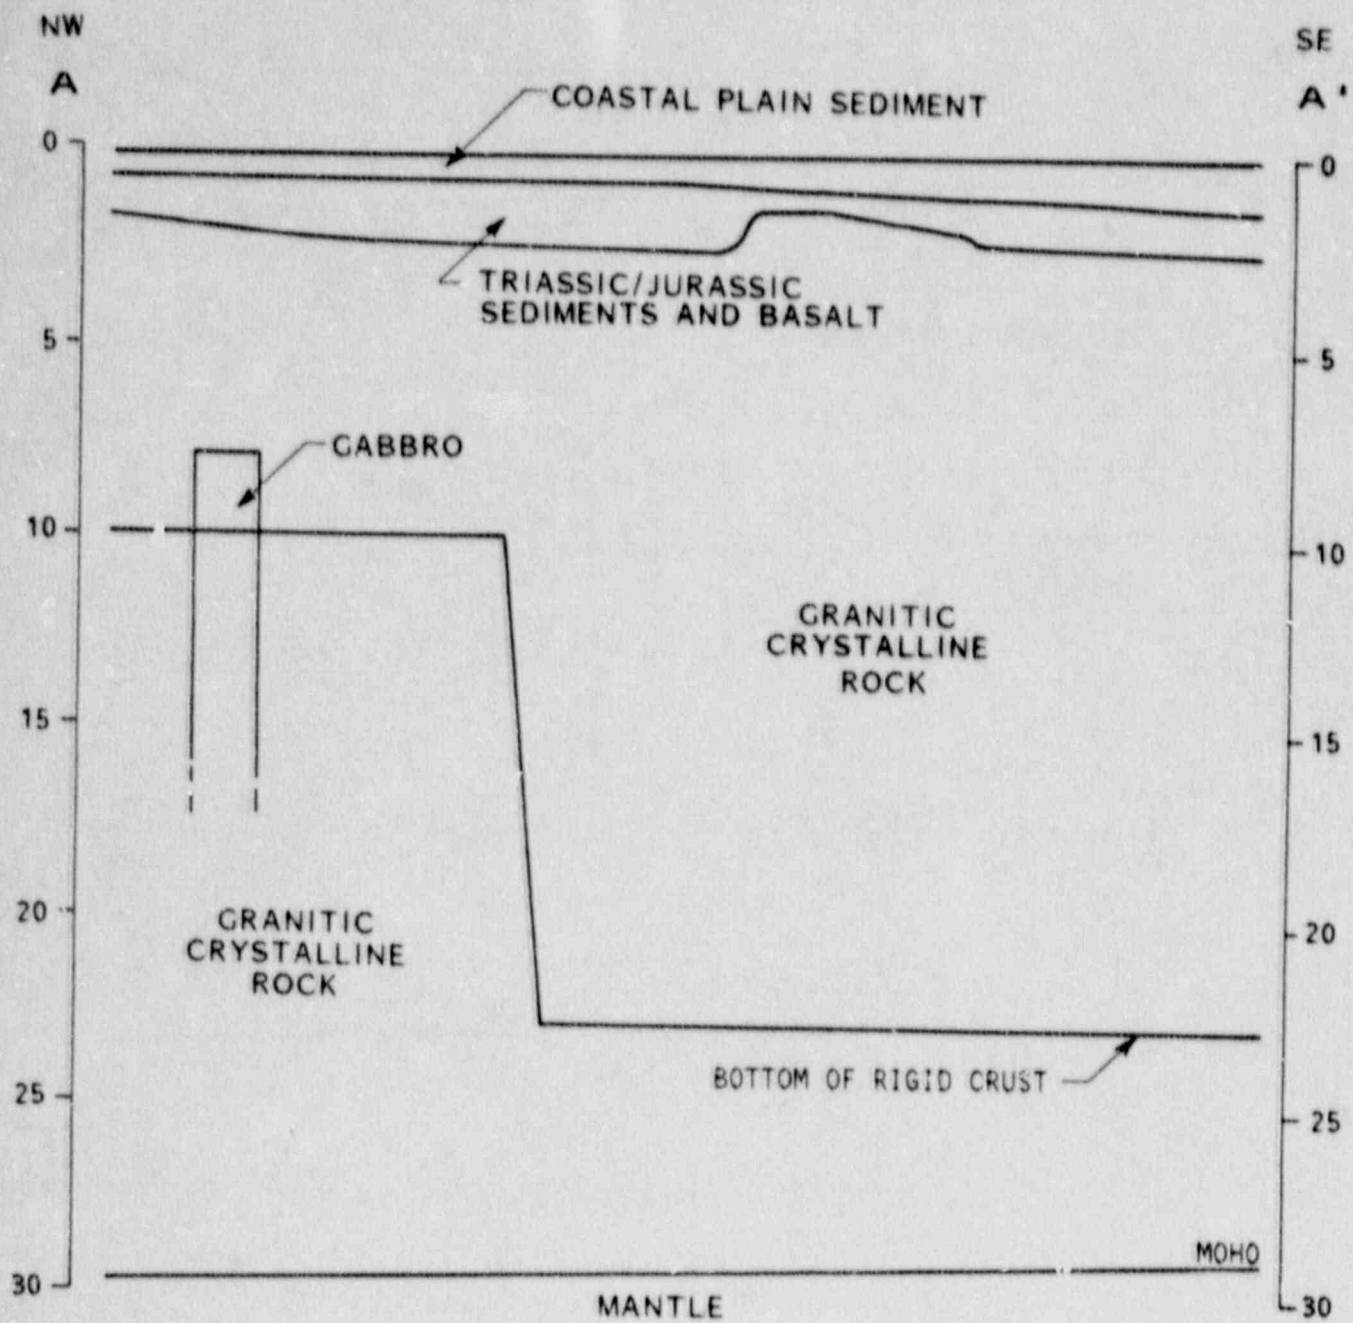 NW
SE
A
A'
COASTAL PLAIN SEDIMENT
0
0
TRIASSIC/JURASSIC
SEDIMENTS AND BASALT
5
5
GABBRO
10
10
GRANITIC
CRYSTALLINE
ROCK
15
15
20
20
GRANITIC
CRYSTALLINE
ROCK
BOTTOM OF RIGID CRUST
25
25
MOHO
30
30
MANTLE